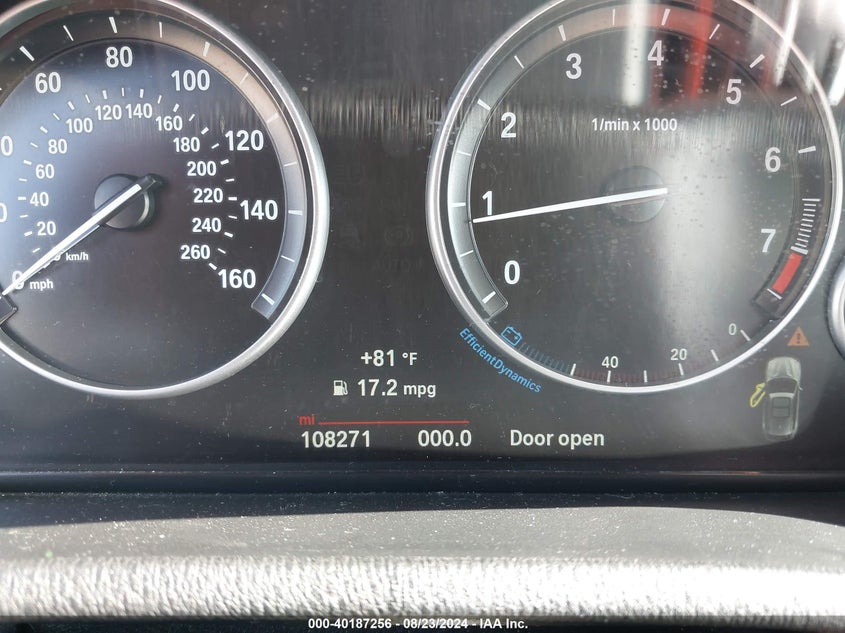 60 80 100 120 140 160
mph
20 40 60 80 100 120 140 160 180 200 220 240 260
km/h
0 1 2 3 4 5 6 7
1/min x 1000
EfficientDynamics
40 20 0
+81 °F
17.2 mpg
mi
108271 000.0 Door open
000-40187256 - 08/23/2024 - IAA Inc.